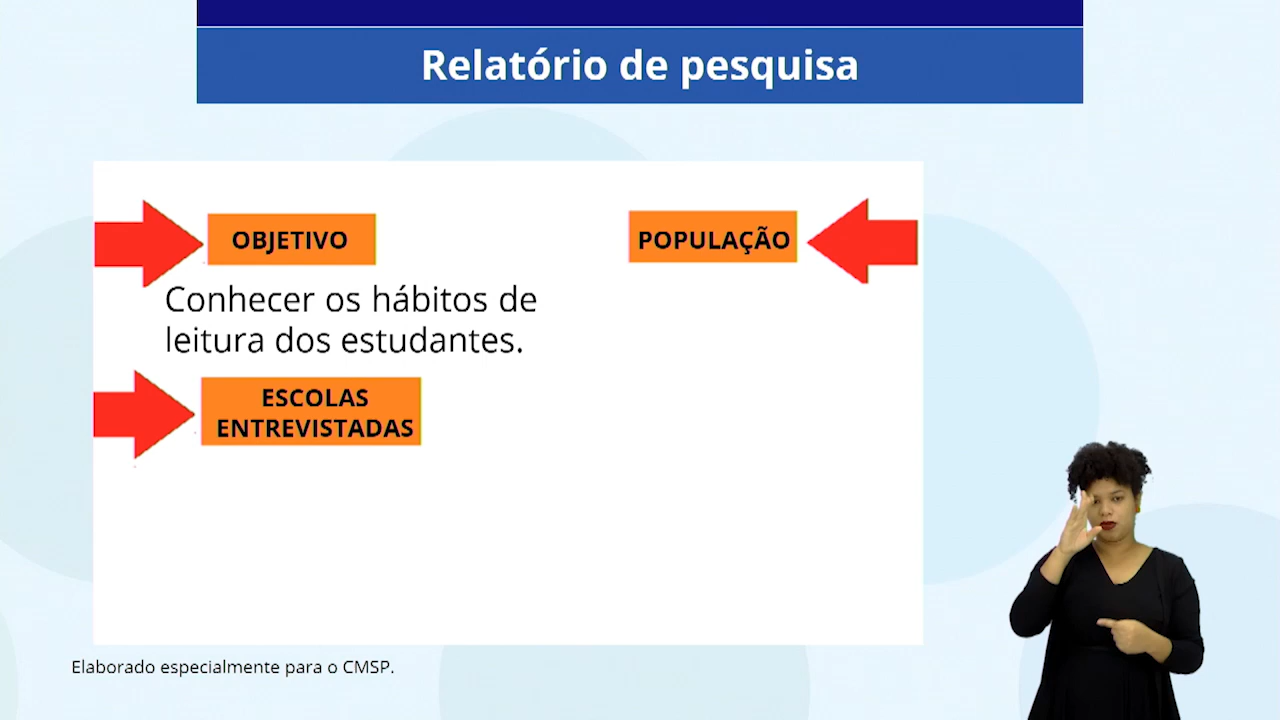 Relatório de pesquisa
OBJETIVO
POPULAÇÃO
Conhecer os hábitos de
leitura dos estudantes.
ESCOLAS
ENTREVISTADAS
Elaborado especialmente para o CMSP.